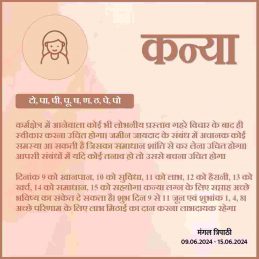 कन्या
टो, पा, पी, पू, ष, ण, ठ, पे, पो
कर्मक्षेत्र में आनेवाला कोई भी लोभनीय प्रस्ताव गहरे विचार के बाद ही
स्वीकार करना उचित होगा। जमीन जायदाद के संबंध में अचानक कोई
समस्या आ सकती है जिसका समाधान शांति से कर लेना उचित होगा।
आपसी संबंधों में यदि कोई तनाव हो तो उससे बचना उचित होगा
दिनांक 9 को खानपान, 10 को सुविधा, 11 को लाभ, 12 को हैरानी, 13 को
खर्च, 14 को समाधान, 15 को सहयोग। कन्या लग्न के लिए सप्ताह अच्छे
भविष्य का संकेत दे सकता है। शुभ दिन 9 से 11 जून एवं शुभांक 1, 4, 8।
अच्छे परिणाम के लिए लाभ मिठाई का दान करना लाभदायक रहेगा
मंगल त्रिपाठी
09.06.2024 - 15.06.2024